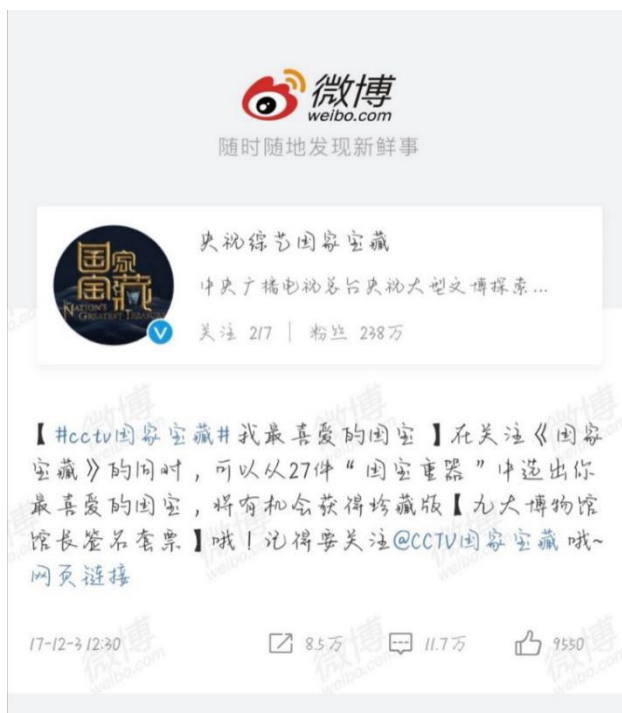 微博
weibo.com
随时随地发现新鲜事
国家宝藏
NATION'S GREATEST TREASURES
央视综艺国家宝藏
中央广播电视总台央视大型文博探索...
关注 217 | 粉丝 238万
【#cctv国家宝藏#我最喜爱的国宝】在关注《国家
宝藏》的同时，可以从27件“国宝重器”中选出你
最喜爱的国宝，将有机会获得珍藏版【九大博物馆
馆长签名套票】哦！记得要关注@CCTV国家宝藏 哦~
网页链接
17-12-3 12:30 8.5万 11.7万 9550